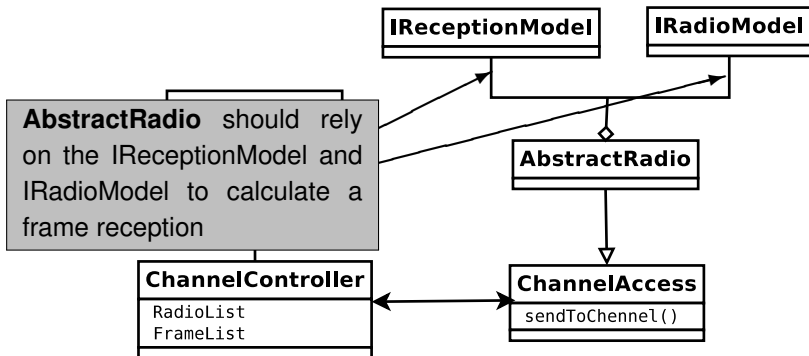 IReceptionModel
IRadioModel
AbstractRadio should rely
on the IReceptionModel and
IRadioModel to calculate a
frame reception
AbstractRadio
ChannelController
RadioList
FrameList
ChannelAccess
sendToChennel()